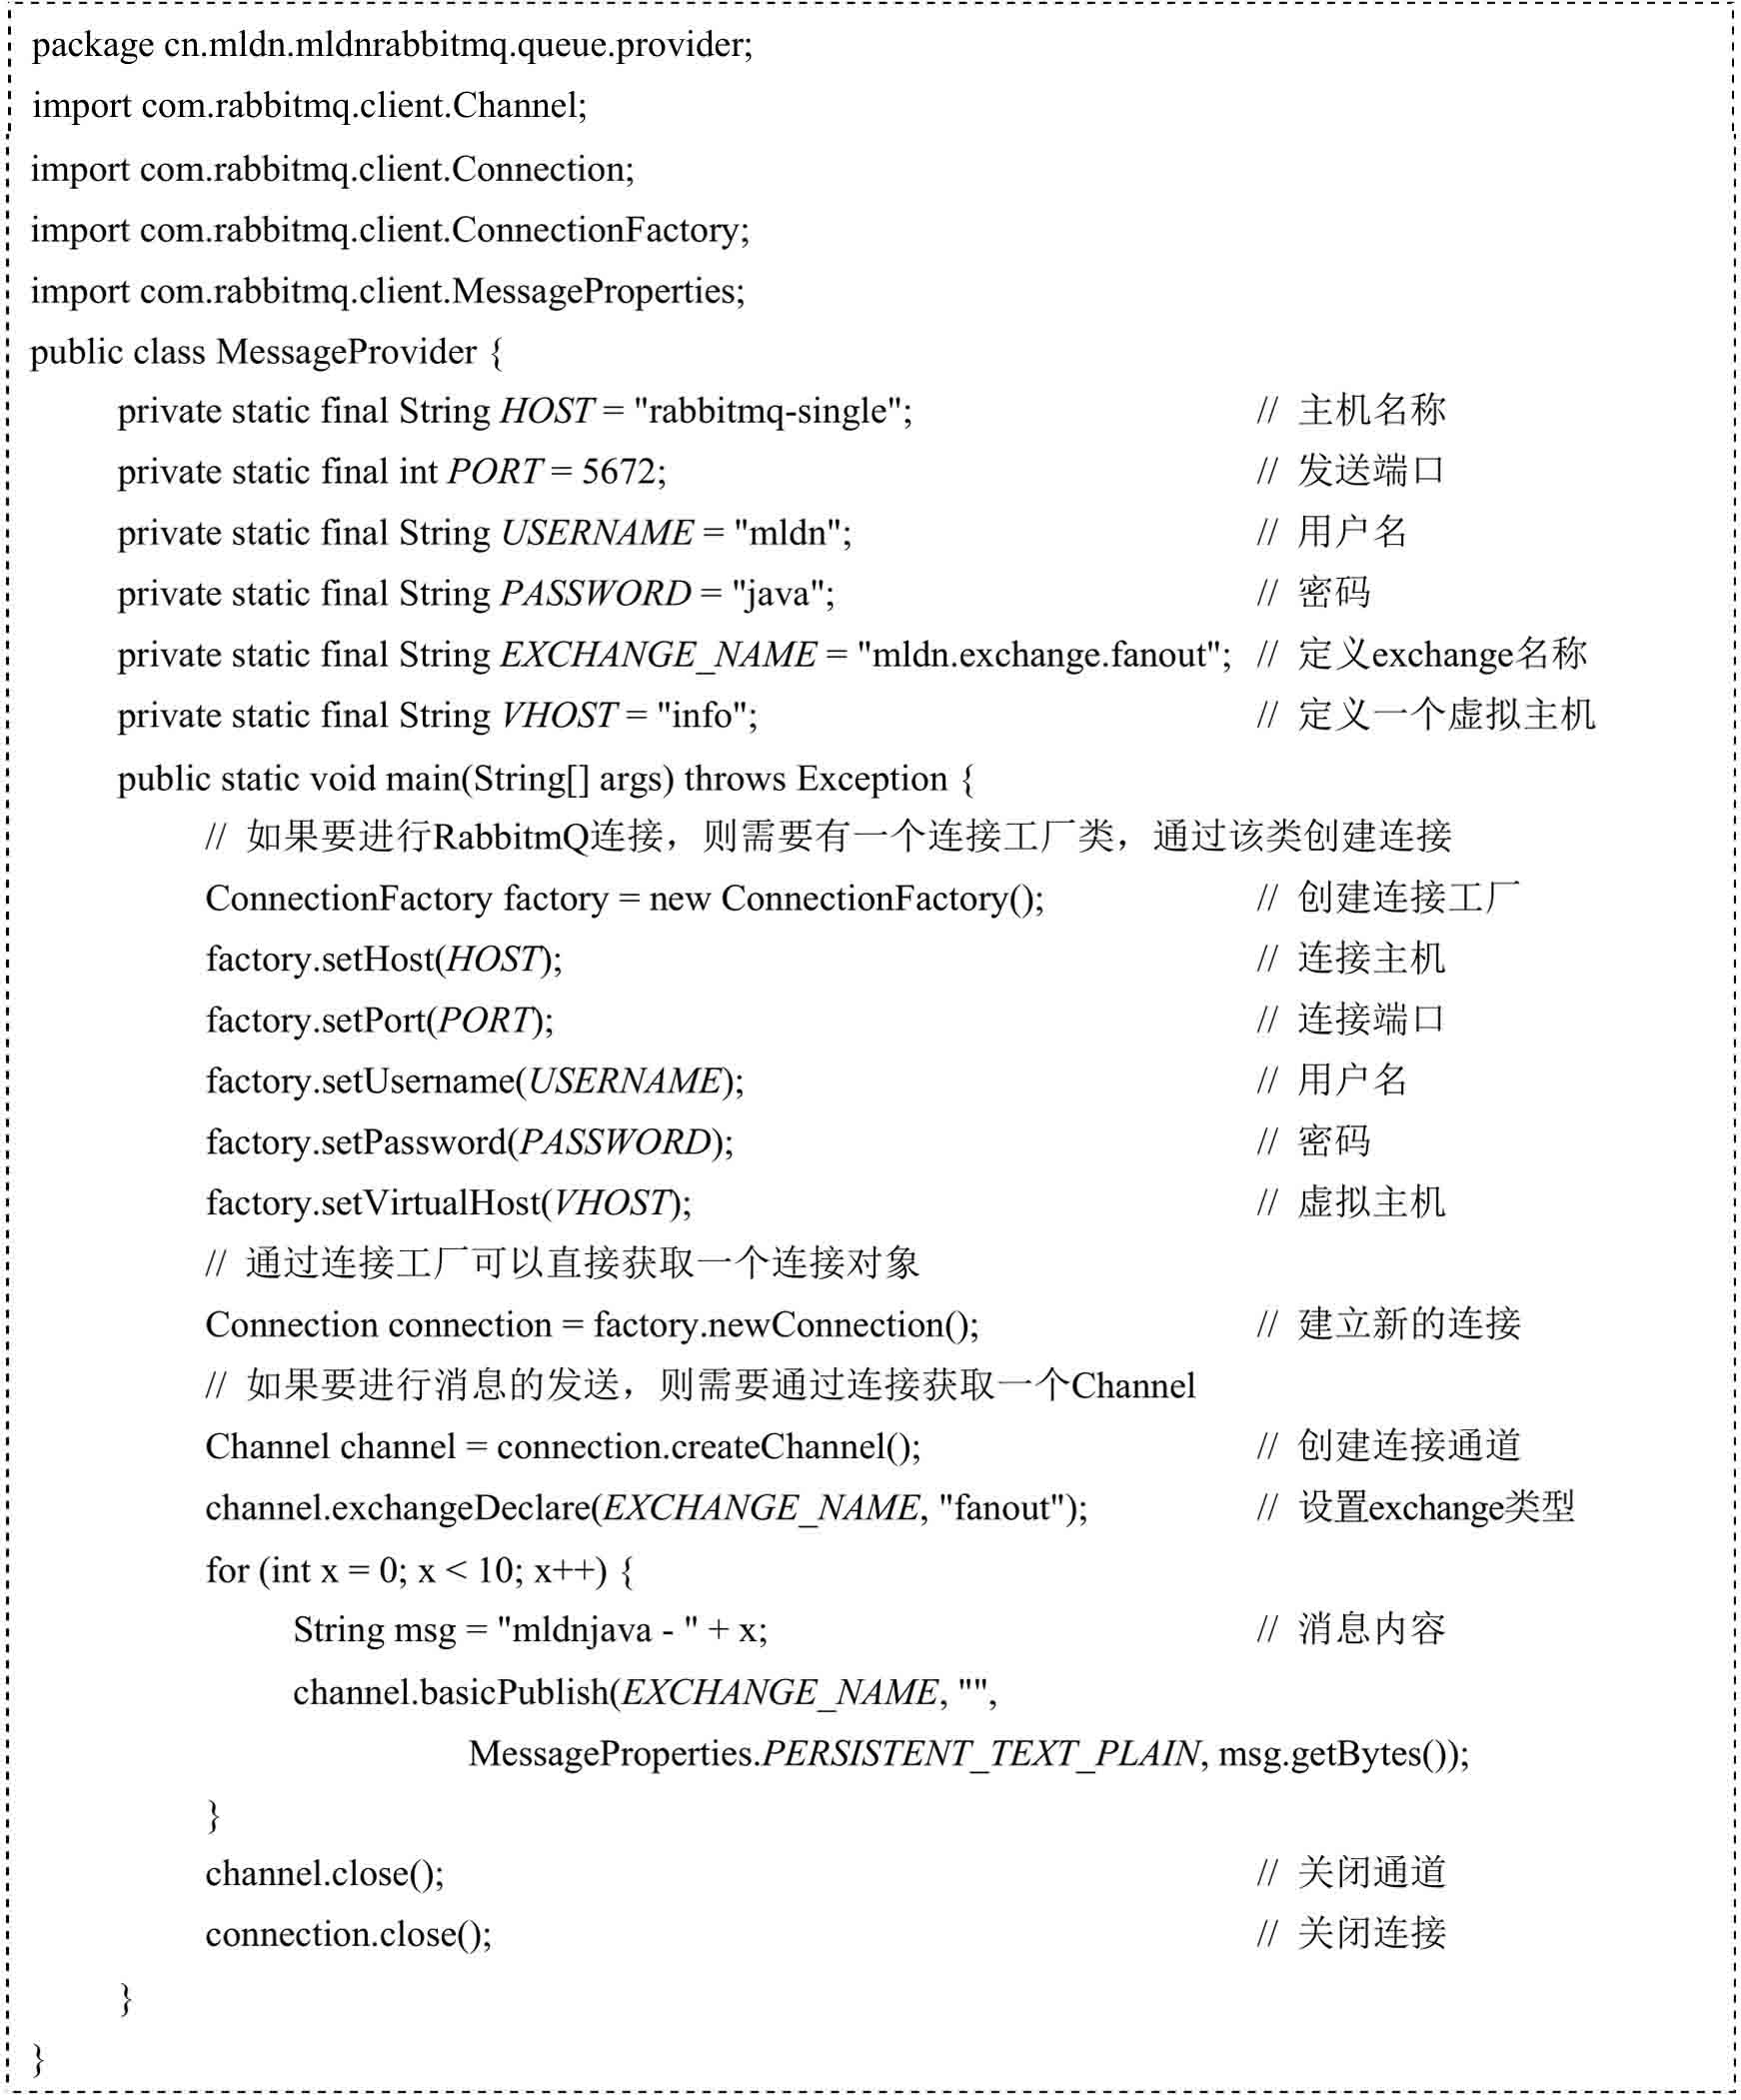 package cn.mldn.mldnrabbitmq.queue.provider;
import com.rabbitmq.client.Channel;
import com.rabbitmq.client.Connection;
import com.rabbitmq.client.ConnectionFactory;
import com.rabbitmq.client.MessageProperties;
public class MessageProvider {
private static final String HOST = "rabbitmq-single"; // 主机名称
private static final int PORT = 5672; // 发送端口
private static final String USERNAME = "mldn"; // 用户名
private static final String PASSWORD = "java"; // 密码
private static final String EXCHANGE_NAME = "mldn.exchange.fanout"; // 定义exchange名称
private static final String VHOST = "info"; // 定义一个虚拟主机
public static void main(String[] args) throws Exception {
// 如果要进行RabbitmQ连接，则需要有一个连接工厂类，通过该类创建连接
ConnectionFactory factory = new ConnectionFactory(); // 创建连接工厂
factory.setHost(HOST); // 连接主机
factory.setPort(PORT); // 连接端口
factory.setUsername(USERNAME); // 用户名
factory.setPassword(PASSWORD); // 密码
factory.setVirtualHost(VHOST); // 虚拟主机
// 通过连接工厂可以直接获取一个连接对象
Connection connection = factory.newConnection(); // 建立新的连接
// 如果要进行消息的发送，则需要通过连接获取一个Channel
Channel channel = connection.createChannel(); // 创建连接通道
channel.exchangeDeclare(EXCHANGE_NAME, "fanout"); // 设置exchange类型
for (int x = 0; x < 10; x++) {
String msg = "mldnjava - " + x; // 消息内容
channel.basicPublish(EXCHANGE_NAME, "",
MessageProperties.PERSISTENT_TEXT_PLAIN, msg.getBytes());
}
channel.close(); // 关闭通道
connection.close(); // 关闭连接
}
}